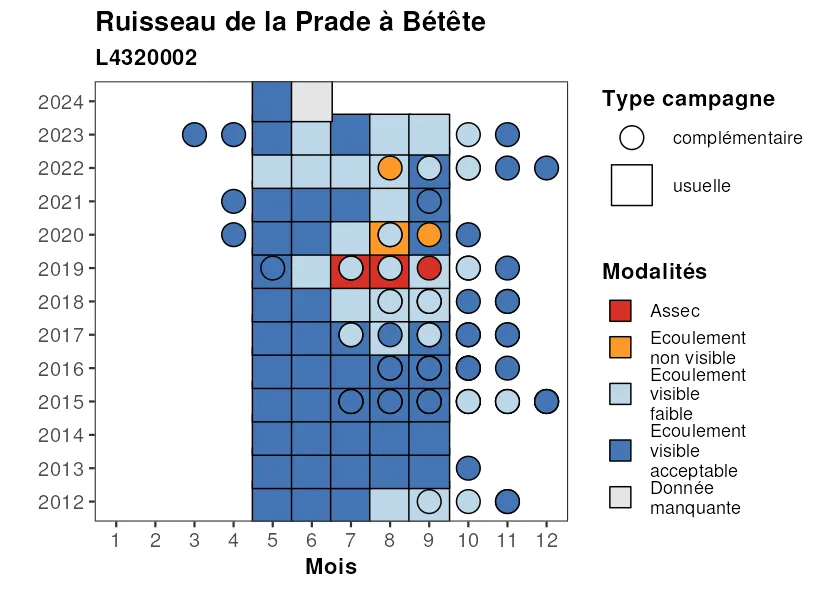 Ruisseau de la Prade à Bétête
L4320002
2024
2023
2022
2021
2020
2019
2018
2017
2016
2015
2014
2013
2012
1 2 3 4 5 6 7 8 9 10 11 12
Mois
Type campagne
complémentaire
usuelle
Modalités
Assec
Ecoulement
non visible
Ecoulement
visible
faible
Ecoulement
visible
acceptable
Donnée
manquante